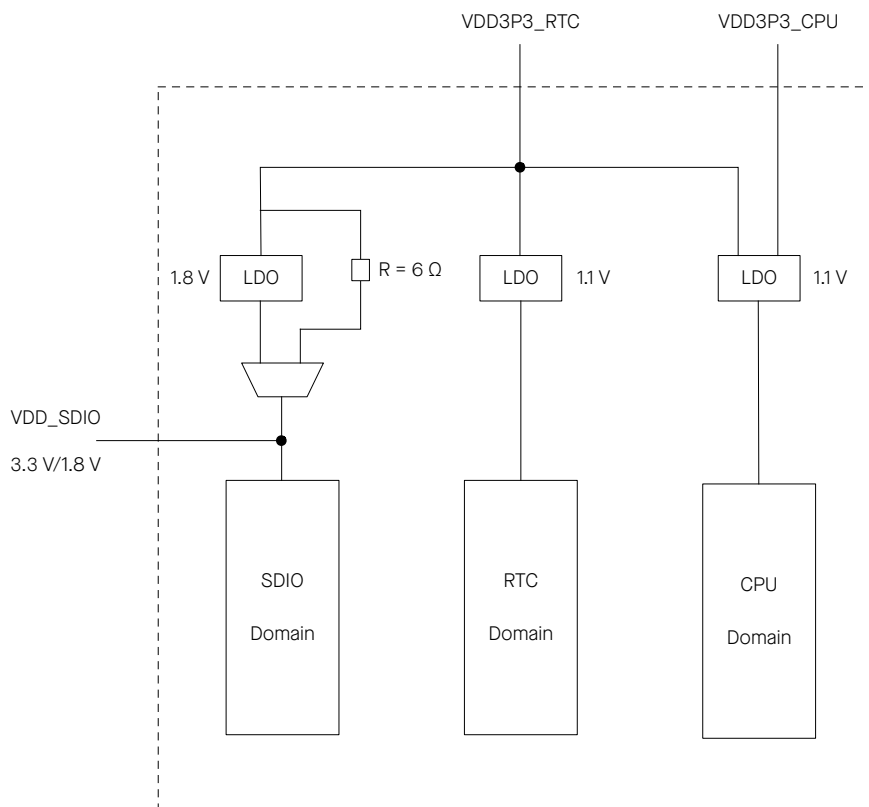 VDD3P3_RTC
VDD3P3_CPU
1.8 V
LDO
R = 6 Ω
LDO
1.1 V
LDO
1.1 V
VDD_SDIO
3.3 V/1.8 V
SDIO
Domain
RTC
Domain
CPU
Domain